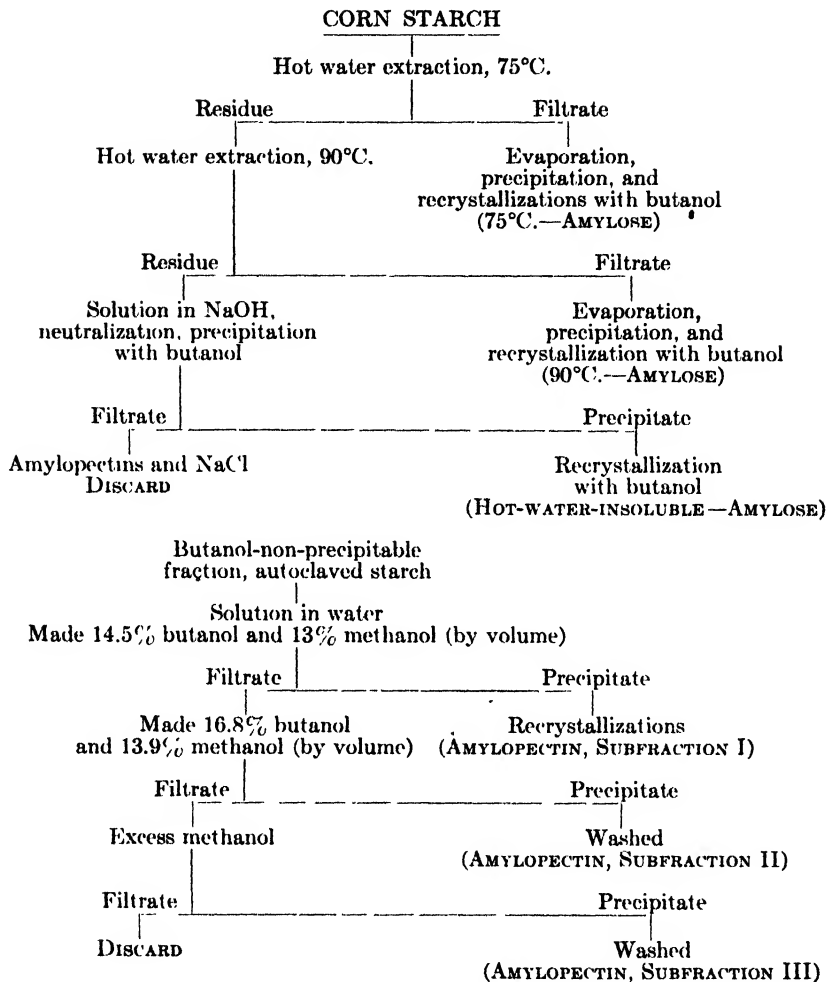 CORN STARCH
Hot water extraction, 75°C.
Residue Filtrate
Hot water extraction, 90°C.
Evaporation,
precipitation, and
recrystallizations with butanol
(75°C.—AMYLOSE)
Residue Filtrate
Solution in NaOH,
neutralization, precipitation
with butanol
Evaporation,
precipitation, and
recrystallization with butanol
(90°C.—AMYLOSE)
Filtrate Precipitate
Amylopectins and NaCl
DISCARD
Recrystallization
with butanol
(HOT-WATER-INSOLUBLE—AMYLOSE)
Butanol-non-precipitable
fraction, autoclaved starch
Solution in water
Made 14.5% butanol and 13% methanol (by volume)
Filtrate Precipitate
Made 16.8% butanol
and 13.9% methanol (by volume)
Recrystallizations
(AMYLOPECTIN, SUBFRACTION I)
Filtrate Precipitate
Excess methanol
Washed
(AMYLOPECTIN, SUBFRACTION II)
Filtrate Precipitate
DISCARD
Washed
(AMYLOPECTIN, SUBFRACTION III)